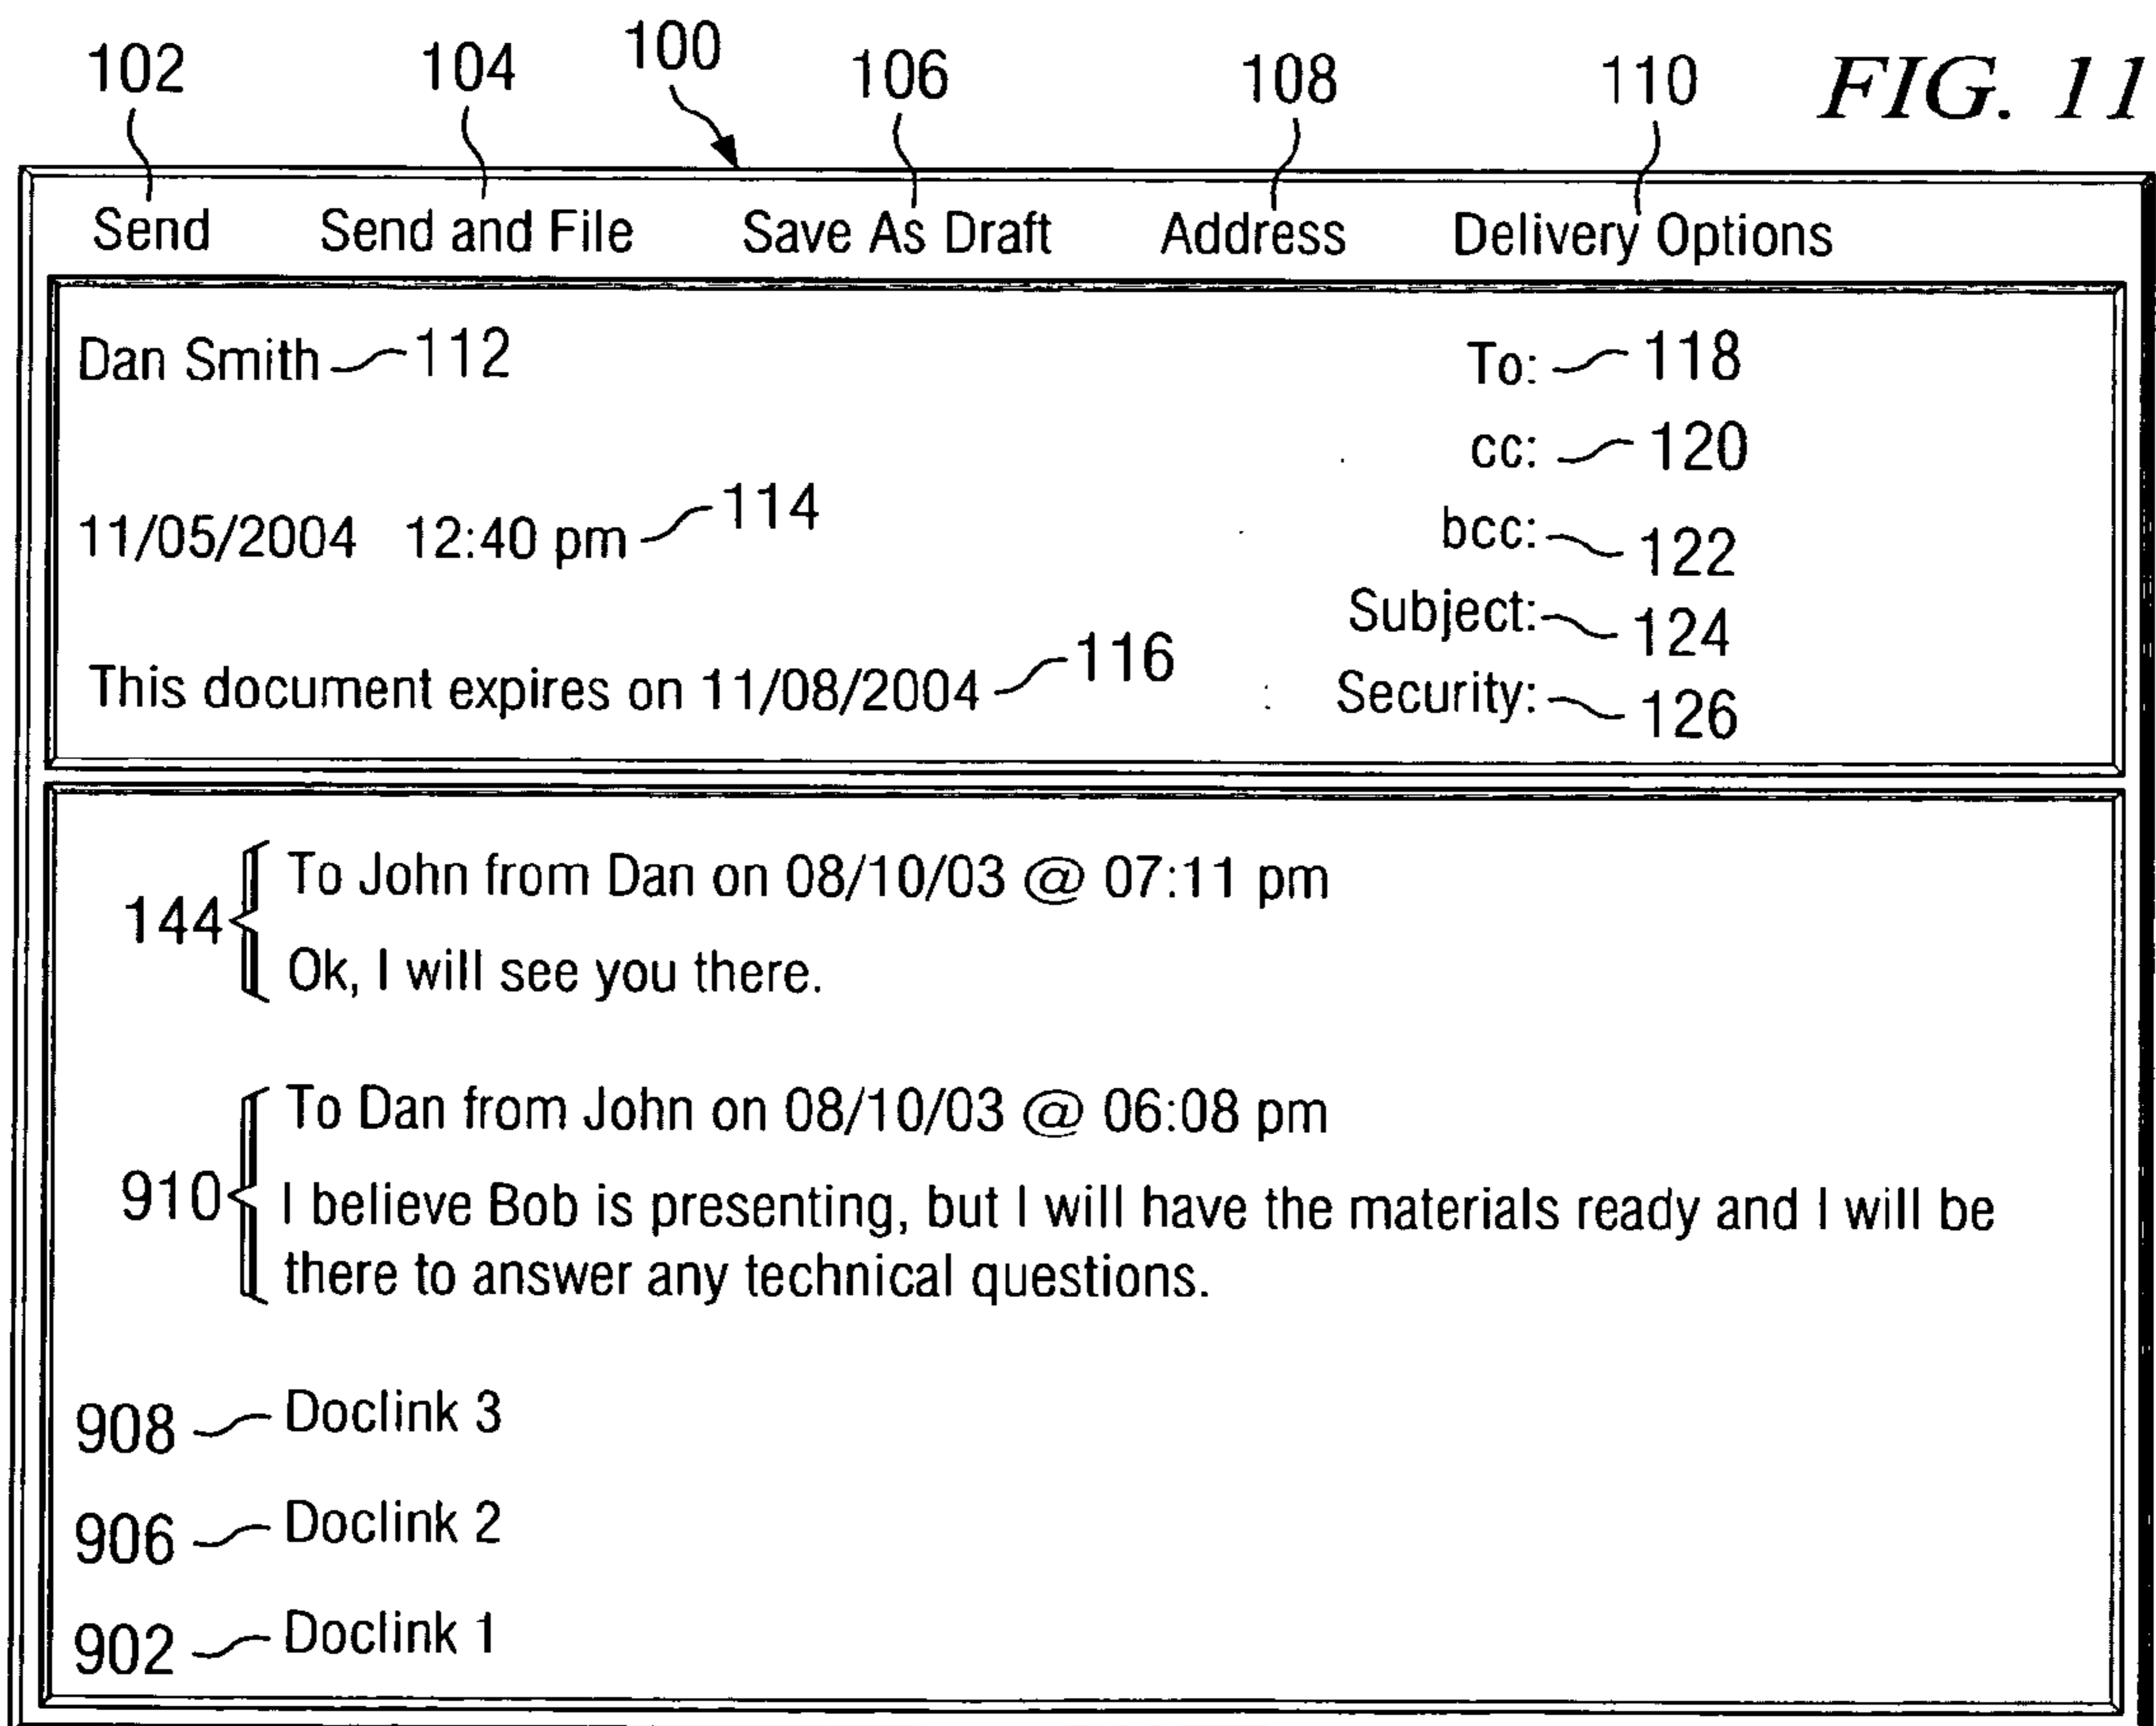 102 104 100 106 108 110 FIG. 11
Send Send and File Save As Draft Address Delivery Options
Dan Smith 112 To: 118
cc: 120
11/05/2004 12:40 pm 114 bcc: 122
Subject: 124
This document expires on 11/08/2004 116 Security: 126
144 To John from Dan on 08/10/03 @ 07:11 pm
Ok, I will see you there.
To Dan from John on 08/10/03 @ 06:08 pm
910 I believe Bob is presenting, but I will have the materials ready and I will be
there to answer any technical questions.
908 Doclink 3
906 Doclink 2
902 Doclink 1